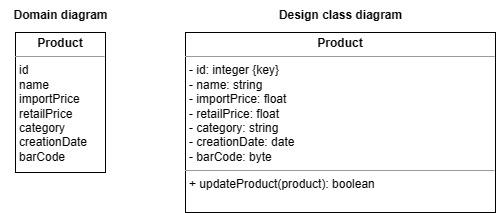 Domain diagram
Product
id
name
importPrice
retailPrice
category
creationDate
barCode
Design class diagram
Product
- id: integer {key}
- name: string
- importPrice: float
- retailPrice: float
- category: string
- creationDate: date
- barCode: byte
+ updateProduct(product): boolean